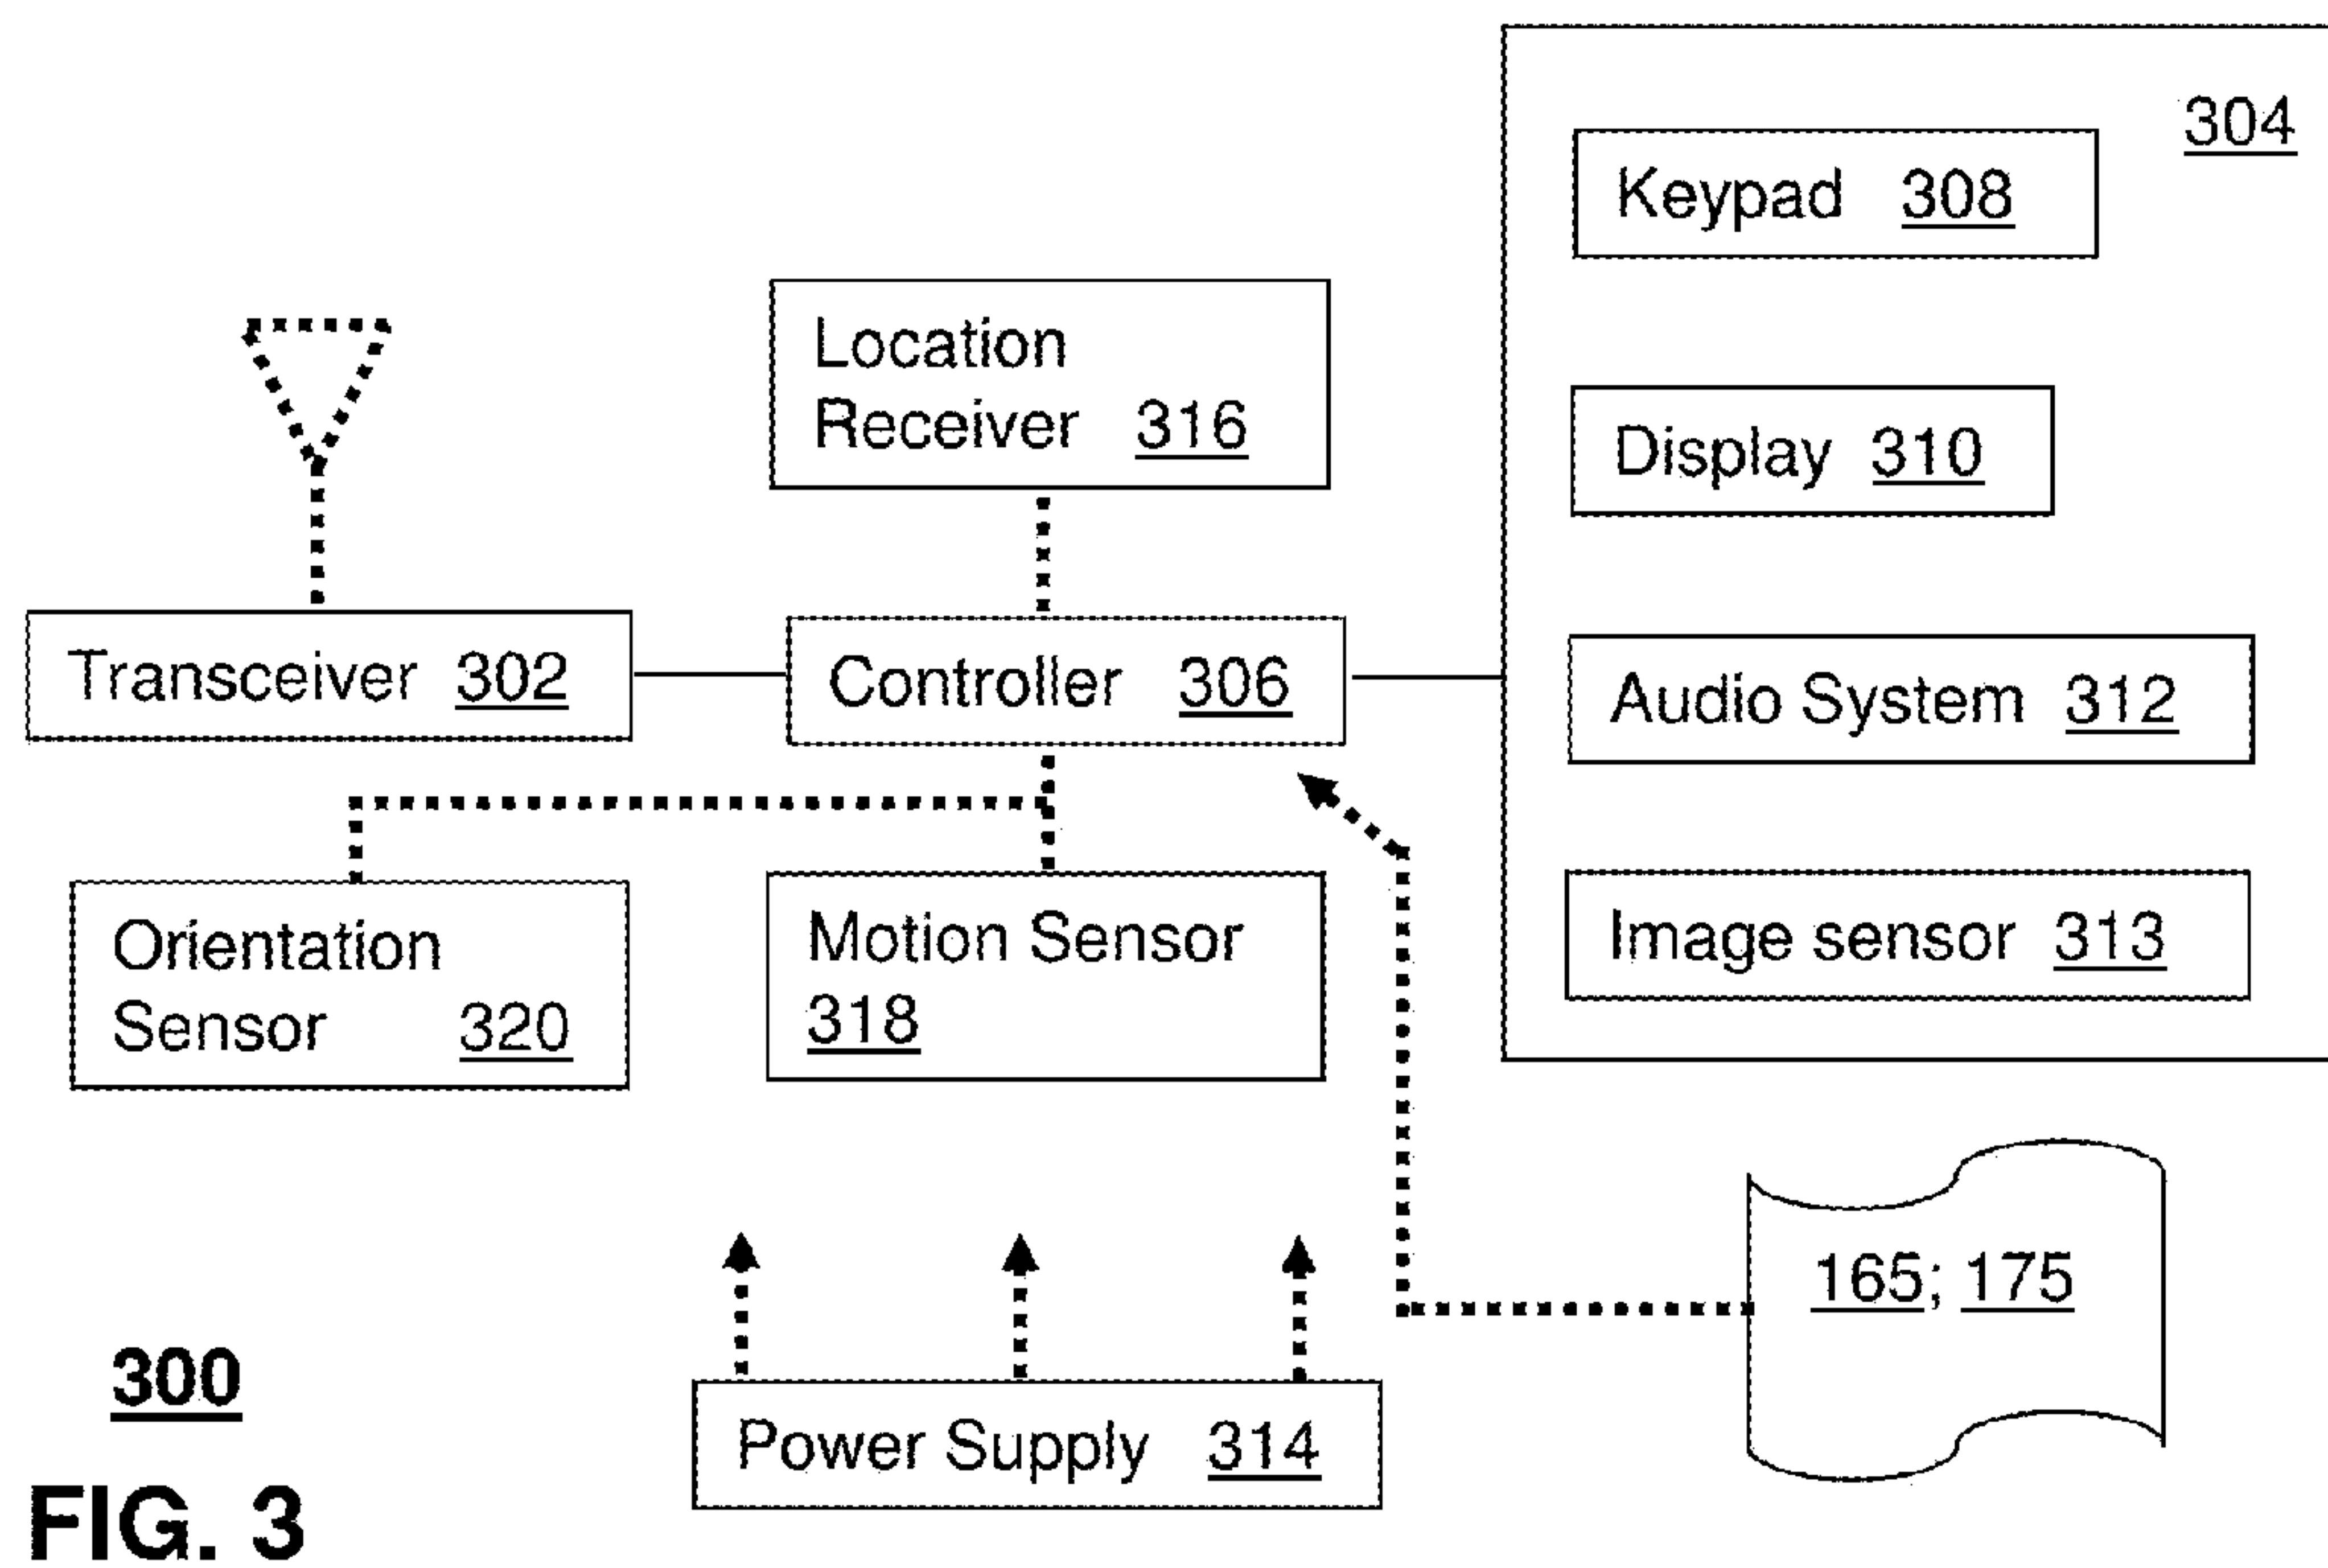 304
Keypad 308
Location
Receiver 316
Display 310
Transceiver 302
Controller 306
Audio System 312
Orientation
Sensor 320
Motion Sensor
318
Image sensor 313
165; 175
300
Power Supply 314
FIG. 3